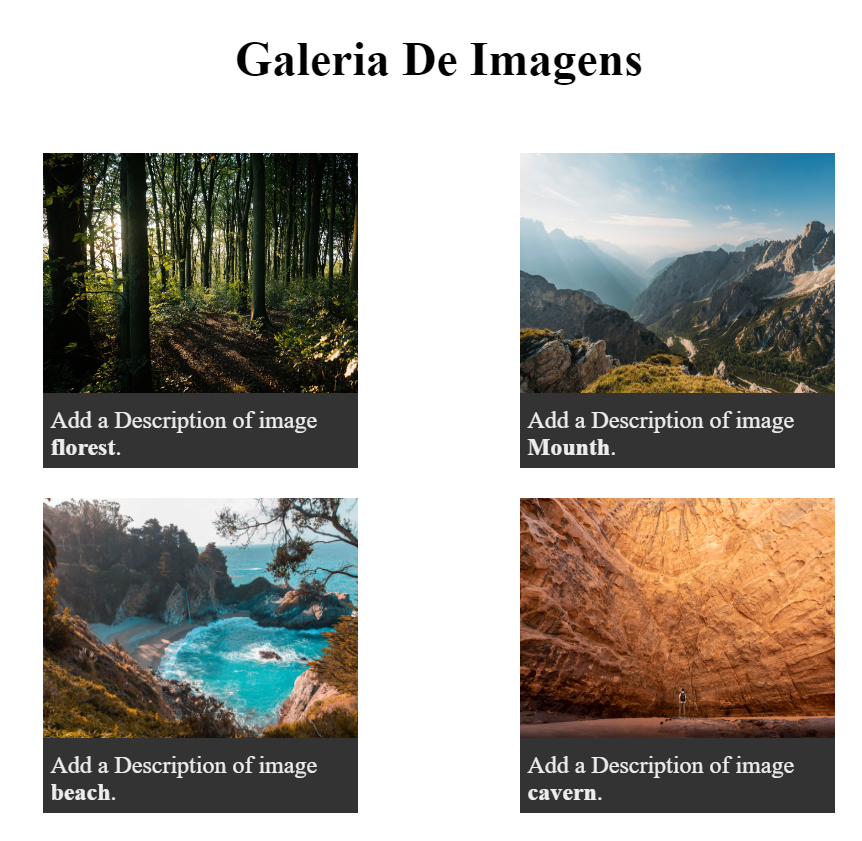 Galeria De Imagens
Add a Description of image
florest.
Add a Description of image
Mounth.
Add a Description of image
beach.
Add a Description of image
cavern.